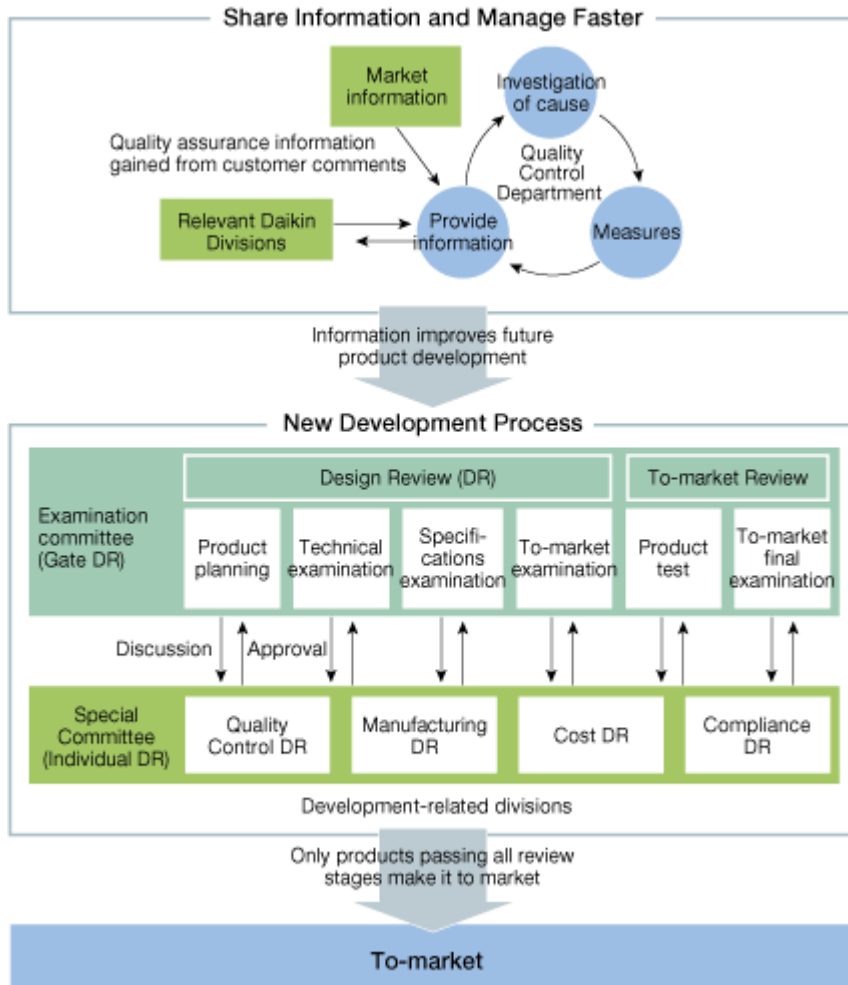 Share Information and Manage Faster
Market
information
Investigation
of cause
Quality assurance information
gained from customer comments
Quality
Control
Department
Relevant Daikin
Divisions
Provide
information
Measures
Information improves future
product development
New Development Process
Examination
committee
(Gate DR)
Design Review (DR)
To-market Review
Product
planning
Technical
examination
Specifi-
cations
examination
To-market
examination
Product
test
To-market
final
examination
Discussion
Approval
Special
Committee
(Individual DR)
Quality
Control DR
Manufacturing
DR
Cost DR
Compliance
DR
Development-related divisions
Only products passing all review
stages make it to market
To-market